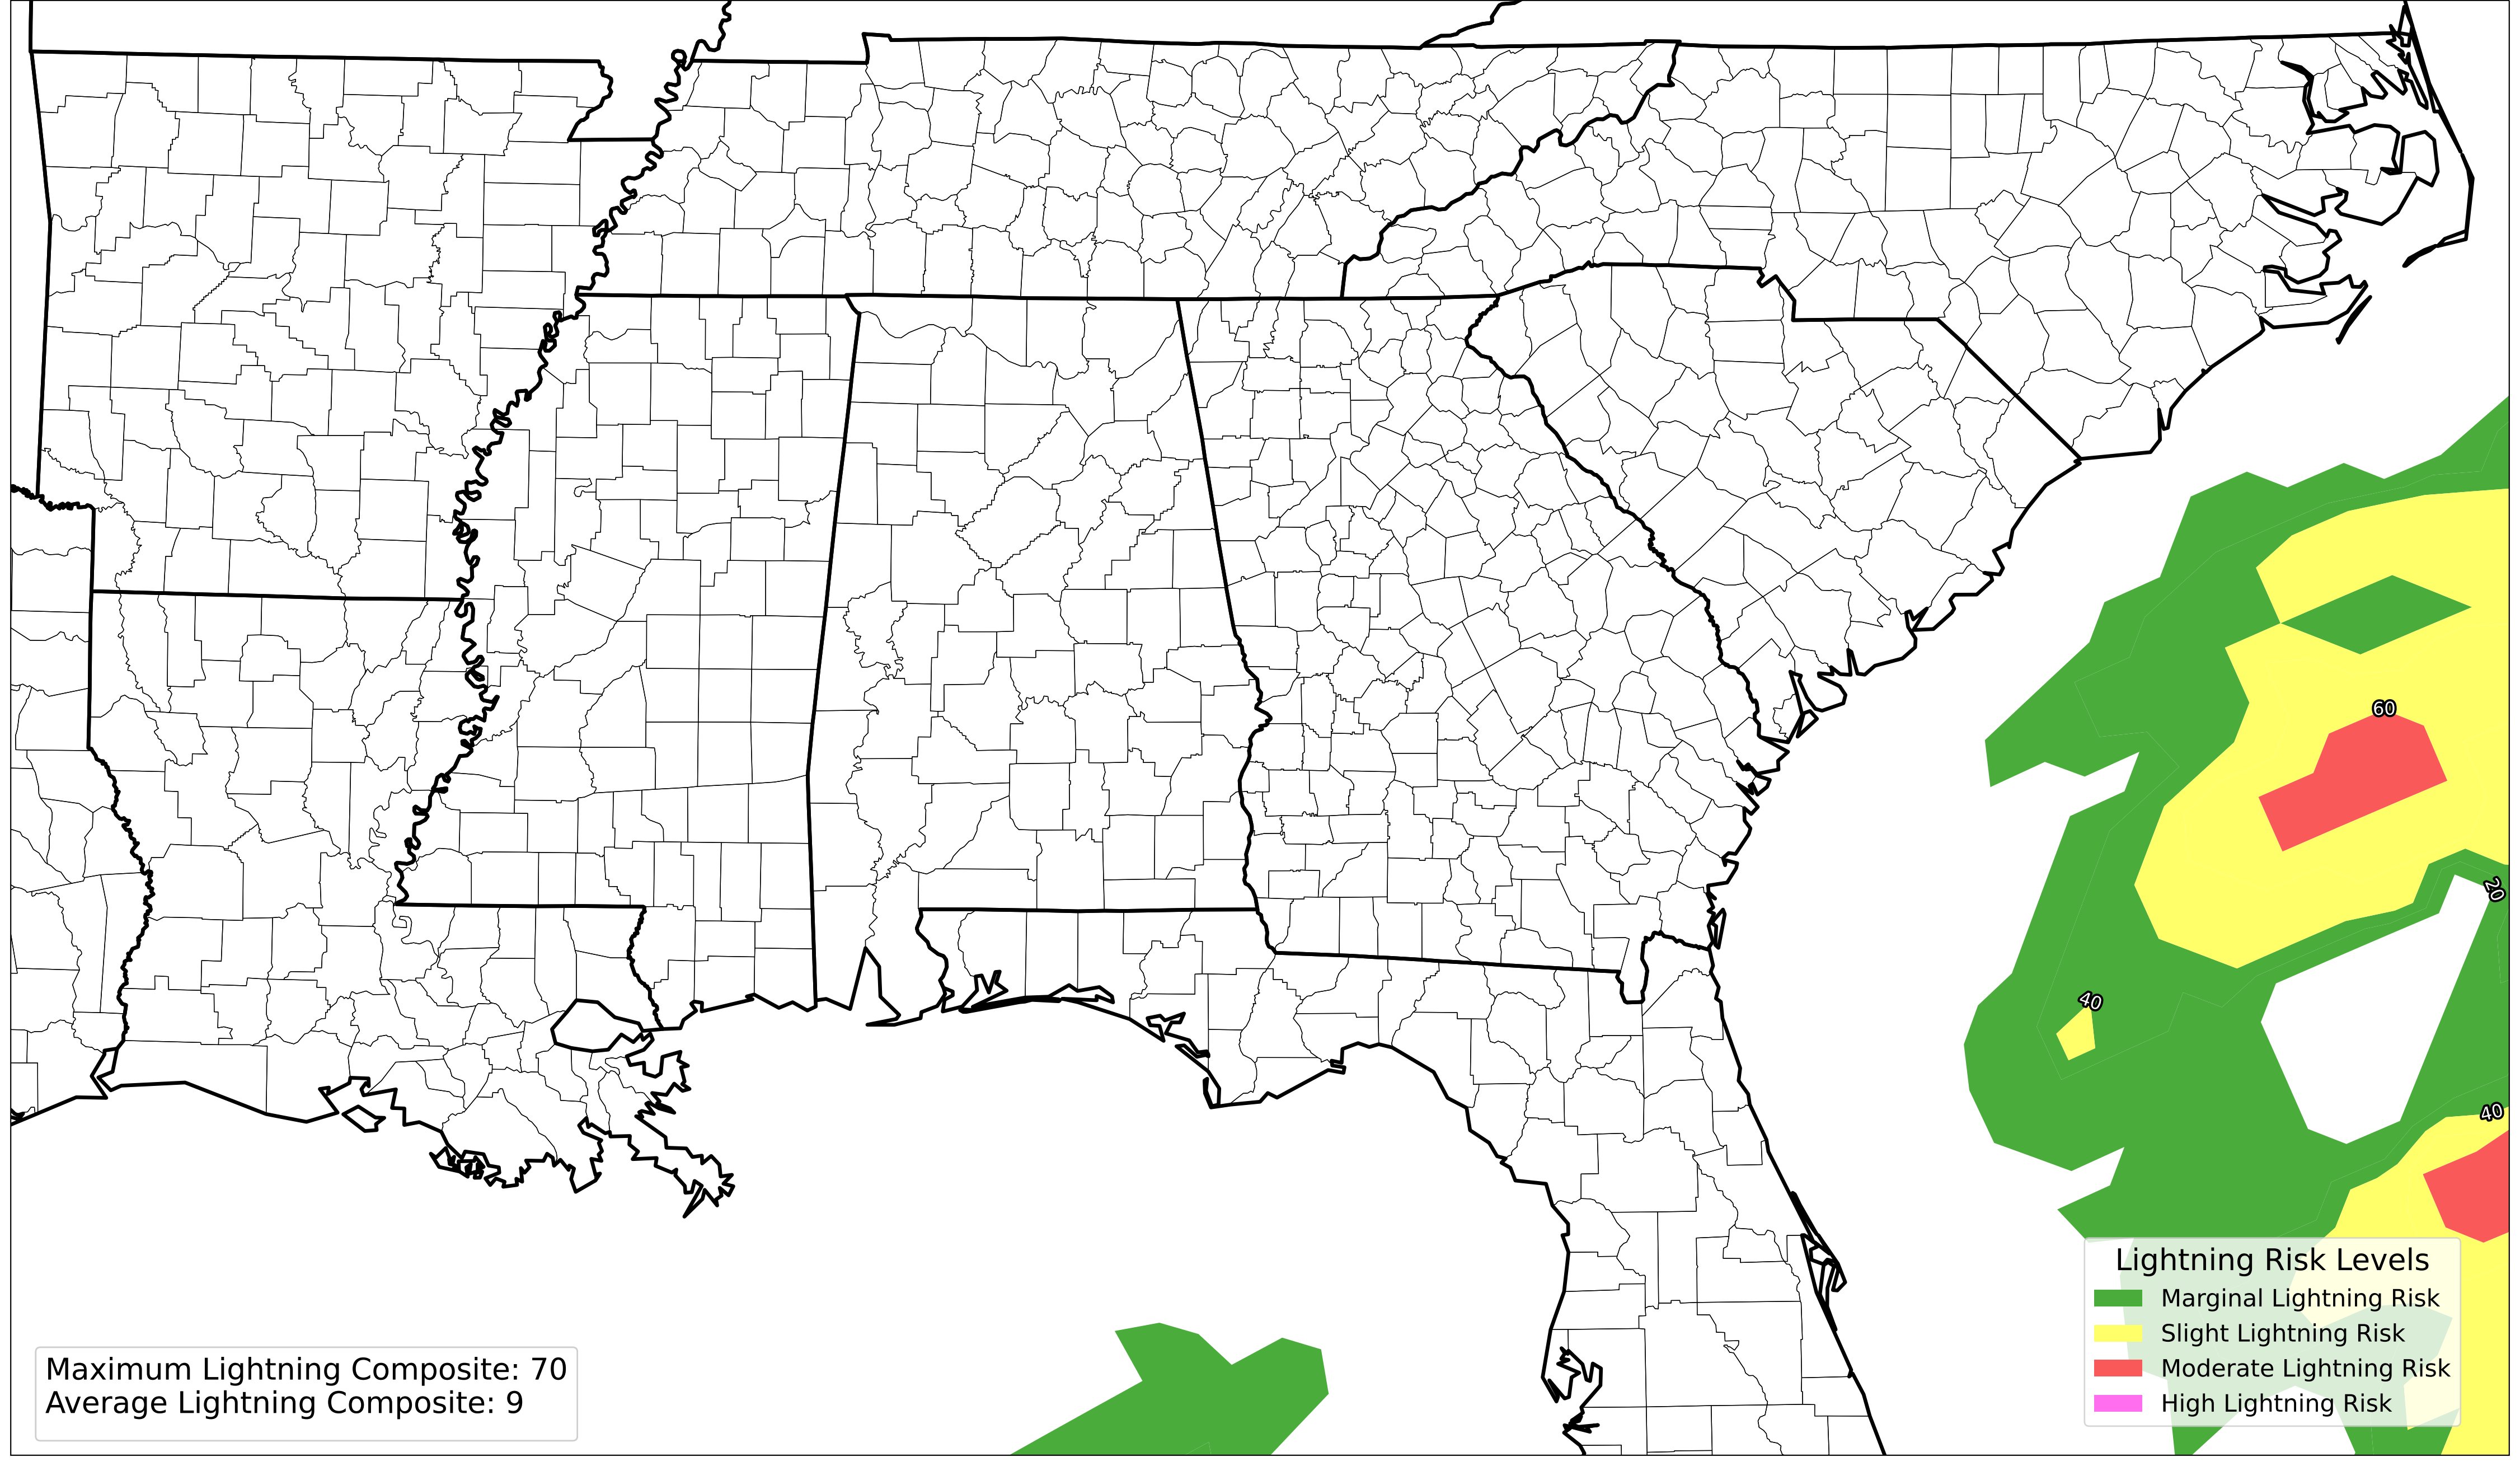 60
20
40
40
Lightning Risk Levels
Marginal Lightning Risk
Slight Lightning Risk
Moderate Lightning Risk
High Lightning Risk
Maximum Lightning Composite: 70
Average Lightning Composite: 9